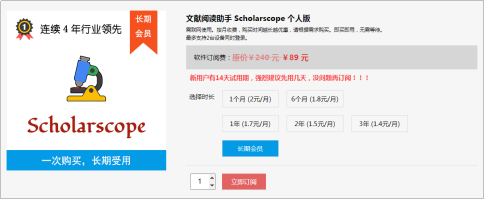 连续 4 年行业领先
长期
会员
Scholarscope
一次购买，长期受用
文献阅读助手 Scholarscope 个人版
最多支持2台设备同时登录。
软件订阅费：原价￥240 元 ￥89 元
新用户有14天试用期，强烈建议先用几天，没问题再订阅！！！
选择时长
1个月 (2元/月)
6个月 (1.8元/月)
1年 (1.7元/月)
2年 (1.5元/月)
3年 (1.4元/月)
长期会员
1
立即订阅